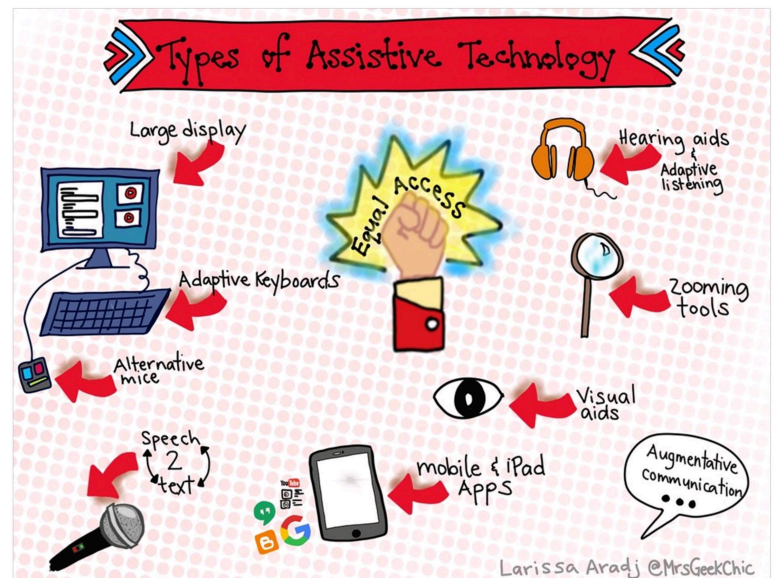 Types of Assistive Technology
Large display
Equal Access
Hearing aids
&
Adaptive
listening
Adaptive Keyboards
Zooming
tools
Alternative
mice
Visual
aids
Speech
2
text
mobile & iPad
Apps
Augmentative
communication
Larissa Aradj @MrsGeekChic